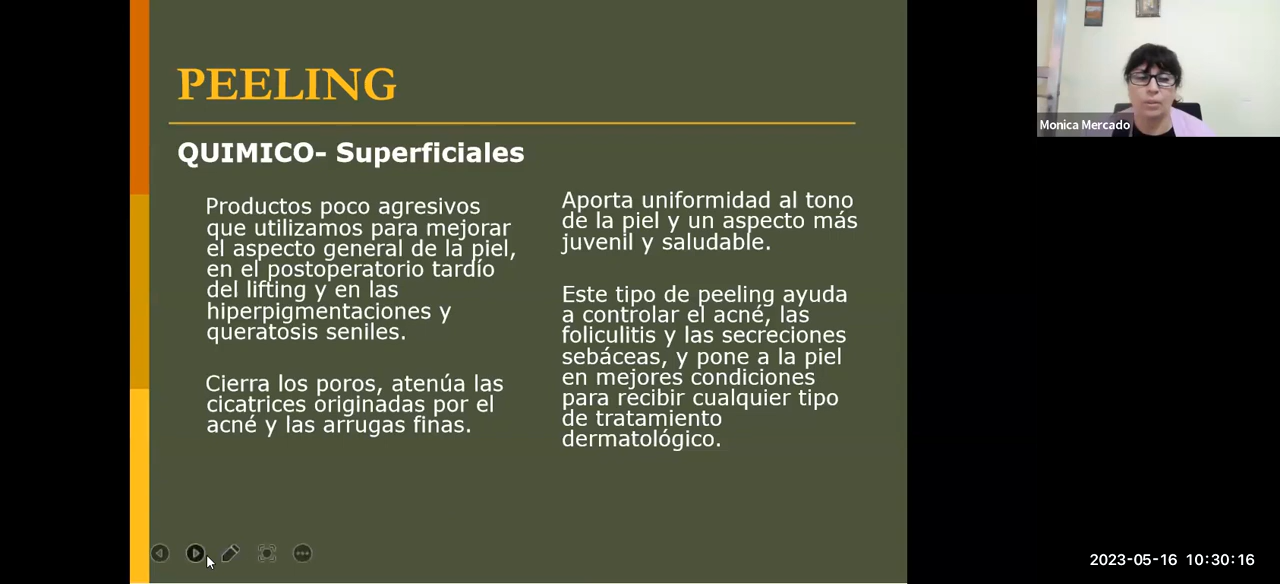 PEELING
QUIMICO- Superficiales
Productos poco agresivos
que utilizamos para mejorar
el aspecto general de la piel,
en el postoperatorio tardío
del lifting y en las
hiperpigmentaciones y
queratosis seniles.
Cierra los poros, atenúa las
cicatrices originadas por el
acné y las arrugas finas.
Aporta uniformidad al tono
de la piel y un aspecto más
juvenil y saludable.
Este tipo de peeling ayuda
a controlar el acné, las
foliculitis y las secreciones
sebáceas, y pone a la piel
en mejores condiciones
para recibir cualquier tipo
de tratamiento
dermatológico.
Monica Mercado
2023-05-16 10:30:16